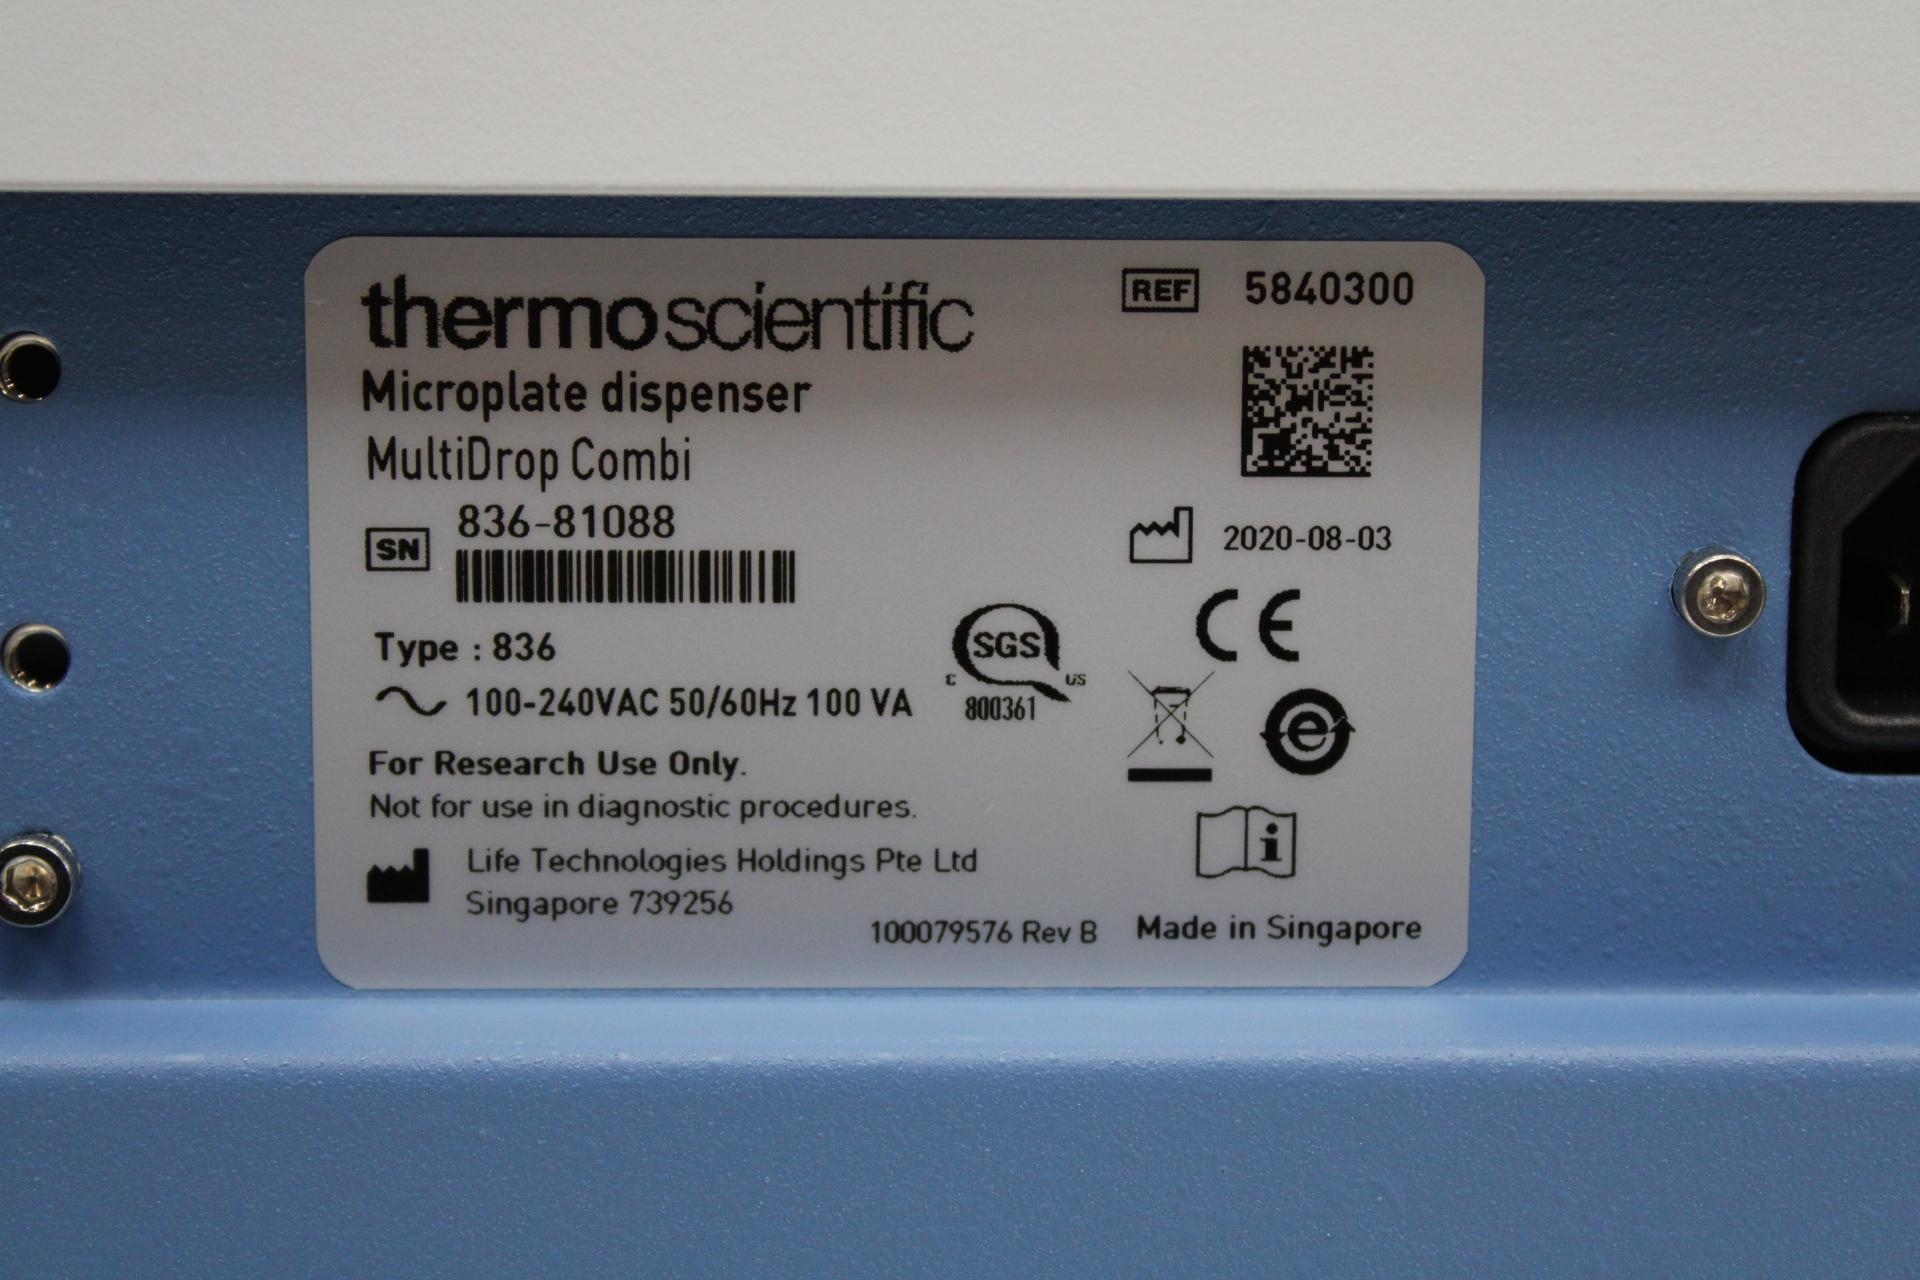 thermo scientific
REF 5840300
Microplate dispenser
MultiDrop Combi
SN 836-81088
2020-08-03
CE
Type : 836
SGS
c us
800361
100-240VAC 50/60Hz 100 VA
e
For Research Use Only.
Not for use in diagnostic procedures.
i
Life Technologies Holdings Pte Ltd
Singapore 739256
100079576 Rev B
Made in Singapore